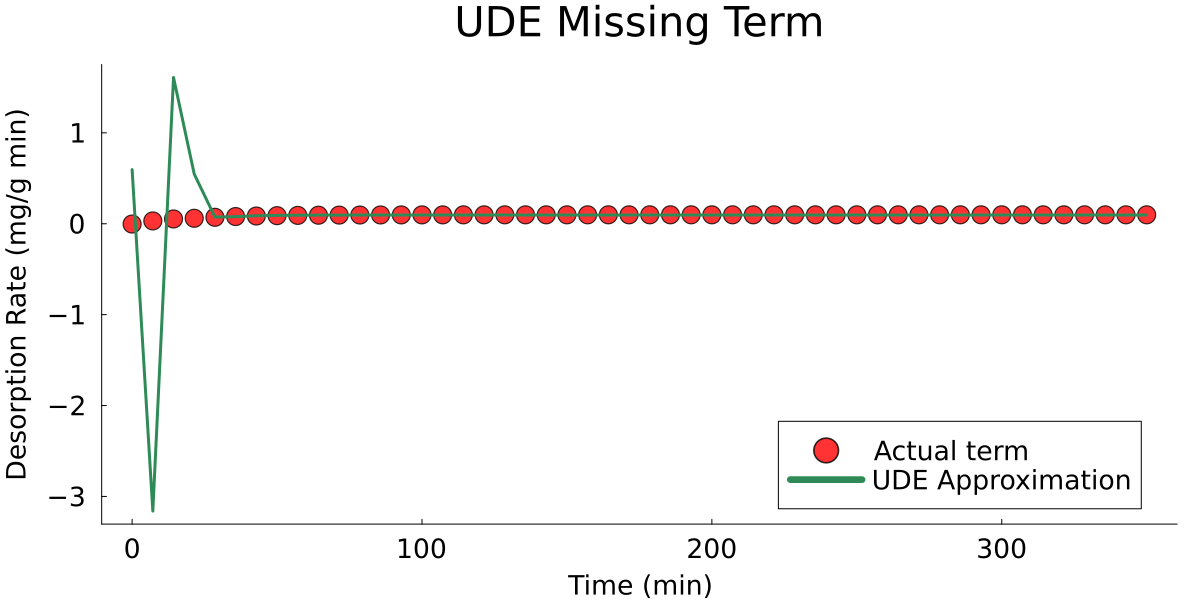 UDE Missing Term
Desorption Rate (mg/g min)
1
0
−1
−2
−3
Actual term
UDE Approximation
0 100 200 300
Time (min)